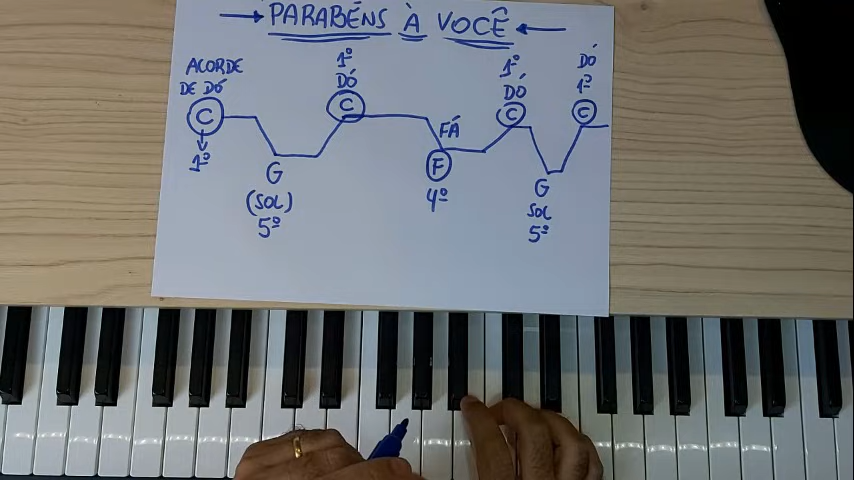 → PARABÉNS À VOCÊ ←
ACORDE
DE DÓ
C
1º
G
(SOL)
5º
1º
DÓ
C
FÁ
F
4º
1º
DÓ
C
G
SOL
5º
DÓ
1º
C